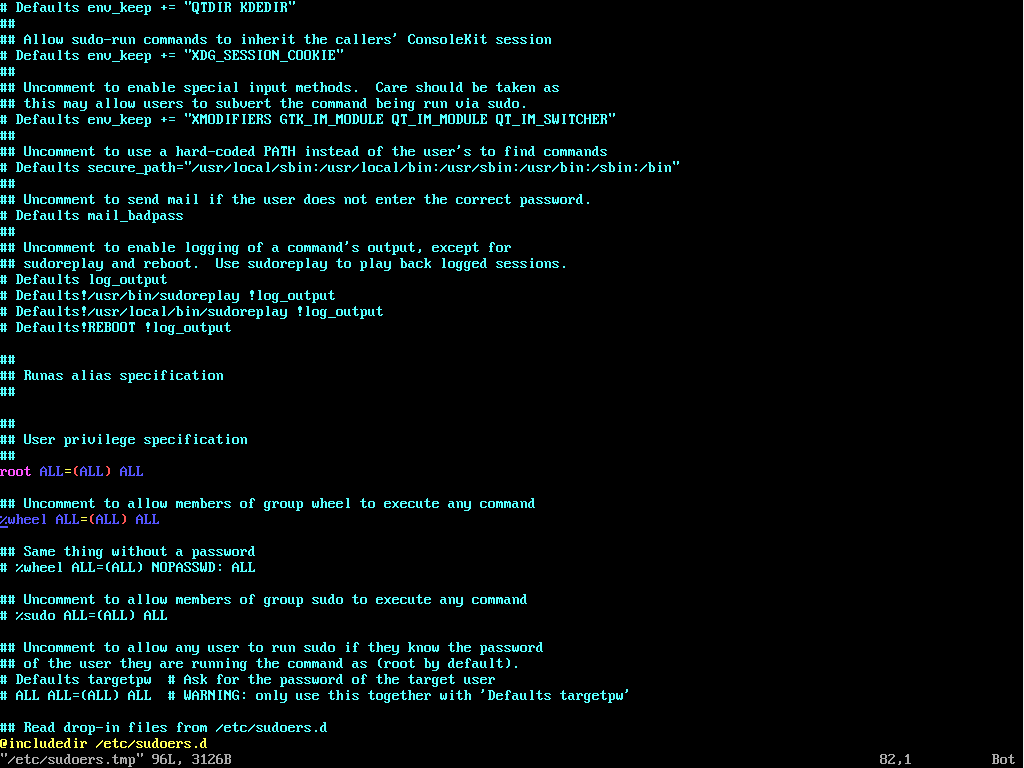 # Defaults env_keep += "QTDIR KDEDIR"
##
## Allow sudo-run commands to inherit the callers' ConsoleKit session
# Defaults env_keep += "XDG_SESSION_COOKIE"
##
## Uncomment to enable special input methods.  Care should be taken as
## this may allow users to subvert the command being run via sudo.
# Defaults env_keep += "XMODIFIERS GTK_IM_MODULE QT_IM_MODULE QT_IM_SWITCHER"
##
## Uncomment to use a hard-coded PATH instead of the user's to find commands
# Defaults secure_path="/usr/local/sbin:/usr/local/bin:/usr/sbin:/usr/bin:/sbin:/bin"
##
## Uncomment to send mail if the user does not enter the correct password.
# Defaults mail_badpass
##
## Uncomment to enable logging of a command's output, except for
## sudoreplay and reboot.  Use sudoreplay to play back logged sessions.
# Defaults log_output
# Defaults!/usr/bin/sudoreplay !log_output
# Defaults!/usr/local/bin/sudoreplay !log_output
# Defaults!REBOOT !log_output

##
## Runas alias specification
##

##
## User privilege specification
##
root ALL=(ALL) ALL

## Uncomment to allow members of group wheel to execute any command
%wheel ALL=(ALL) ALL

## Same thing without a password
# %wheel ALL=(ALL) NOPASSWD: ALL

## Uncomment to allow members of group sudo to execute any command
# %sudo ALL=(ALL) ALL

## Uncomment to allow any user to run sudo if they know the password
## of the user they are running the command as (root by default).
# Defaults targetpw  # Ask for the password of the target user
# ALL ALL=(ALL) ALL  # WARNING: only use this together with 'Defaults targetpw'

## Read drop-in files from /etc/sudoers.d
@includedir /etc/sudoers.d
"/etc/sudoers.tmp" 96L, 3126B 82,1 Bot